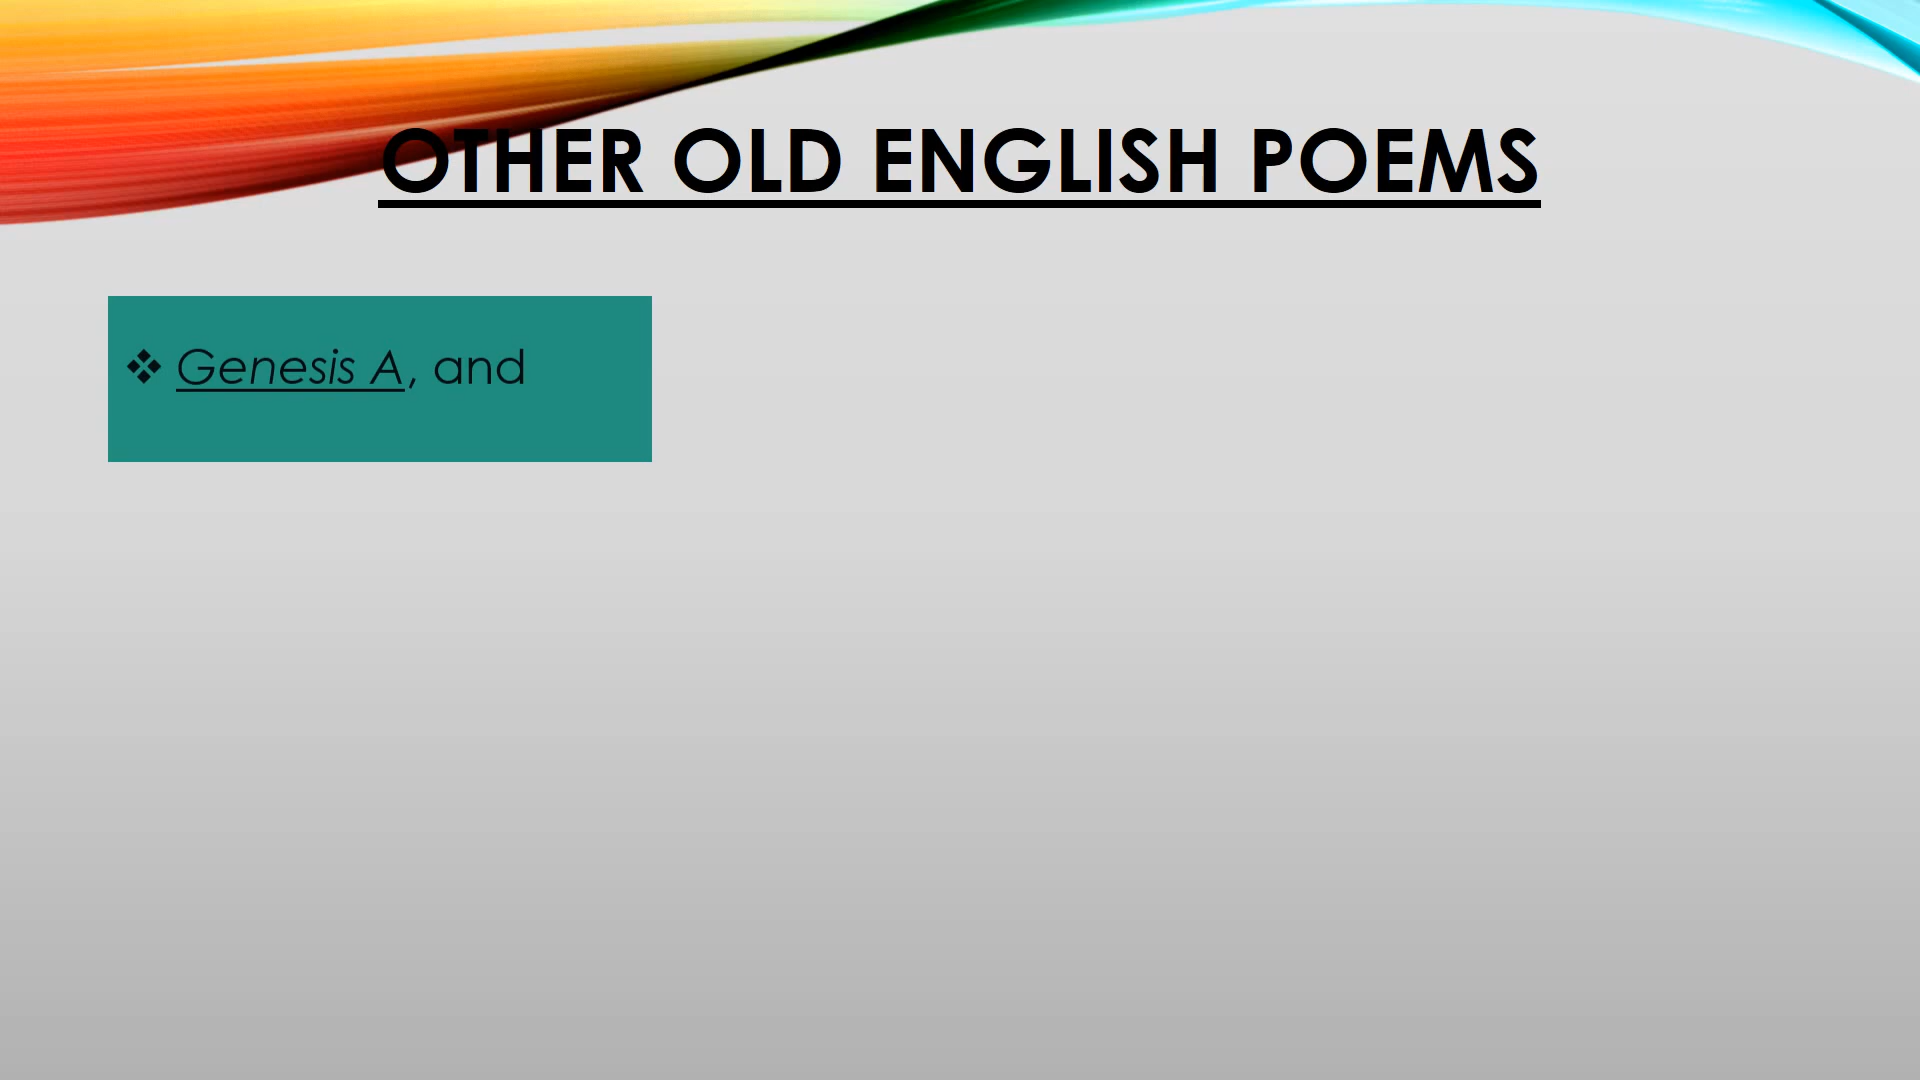 OTHER OLD ENGLISH POEMS
❖ Genesis A, and